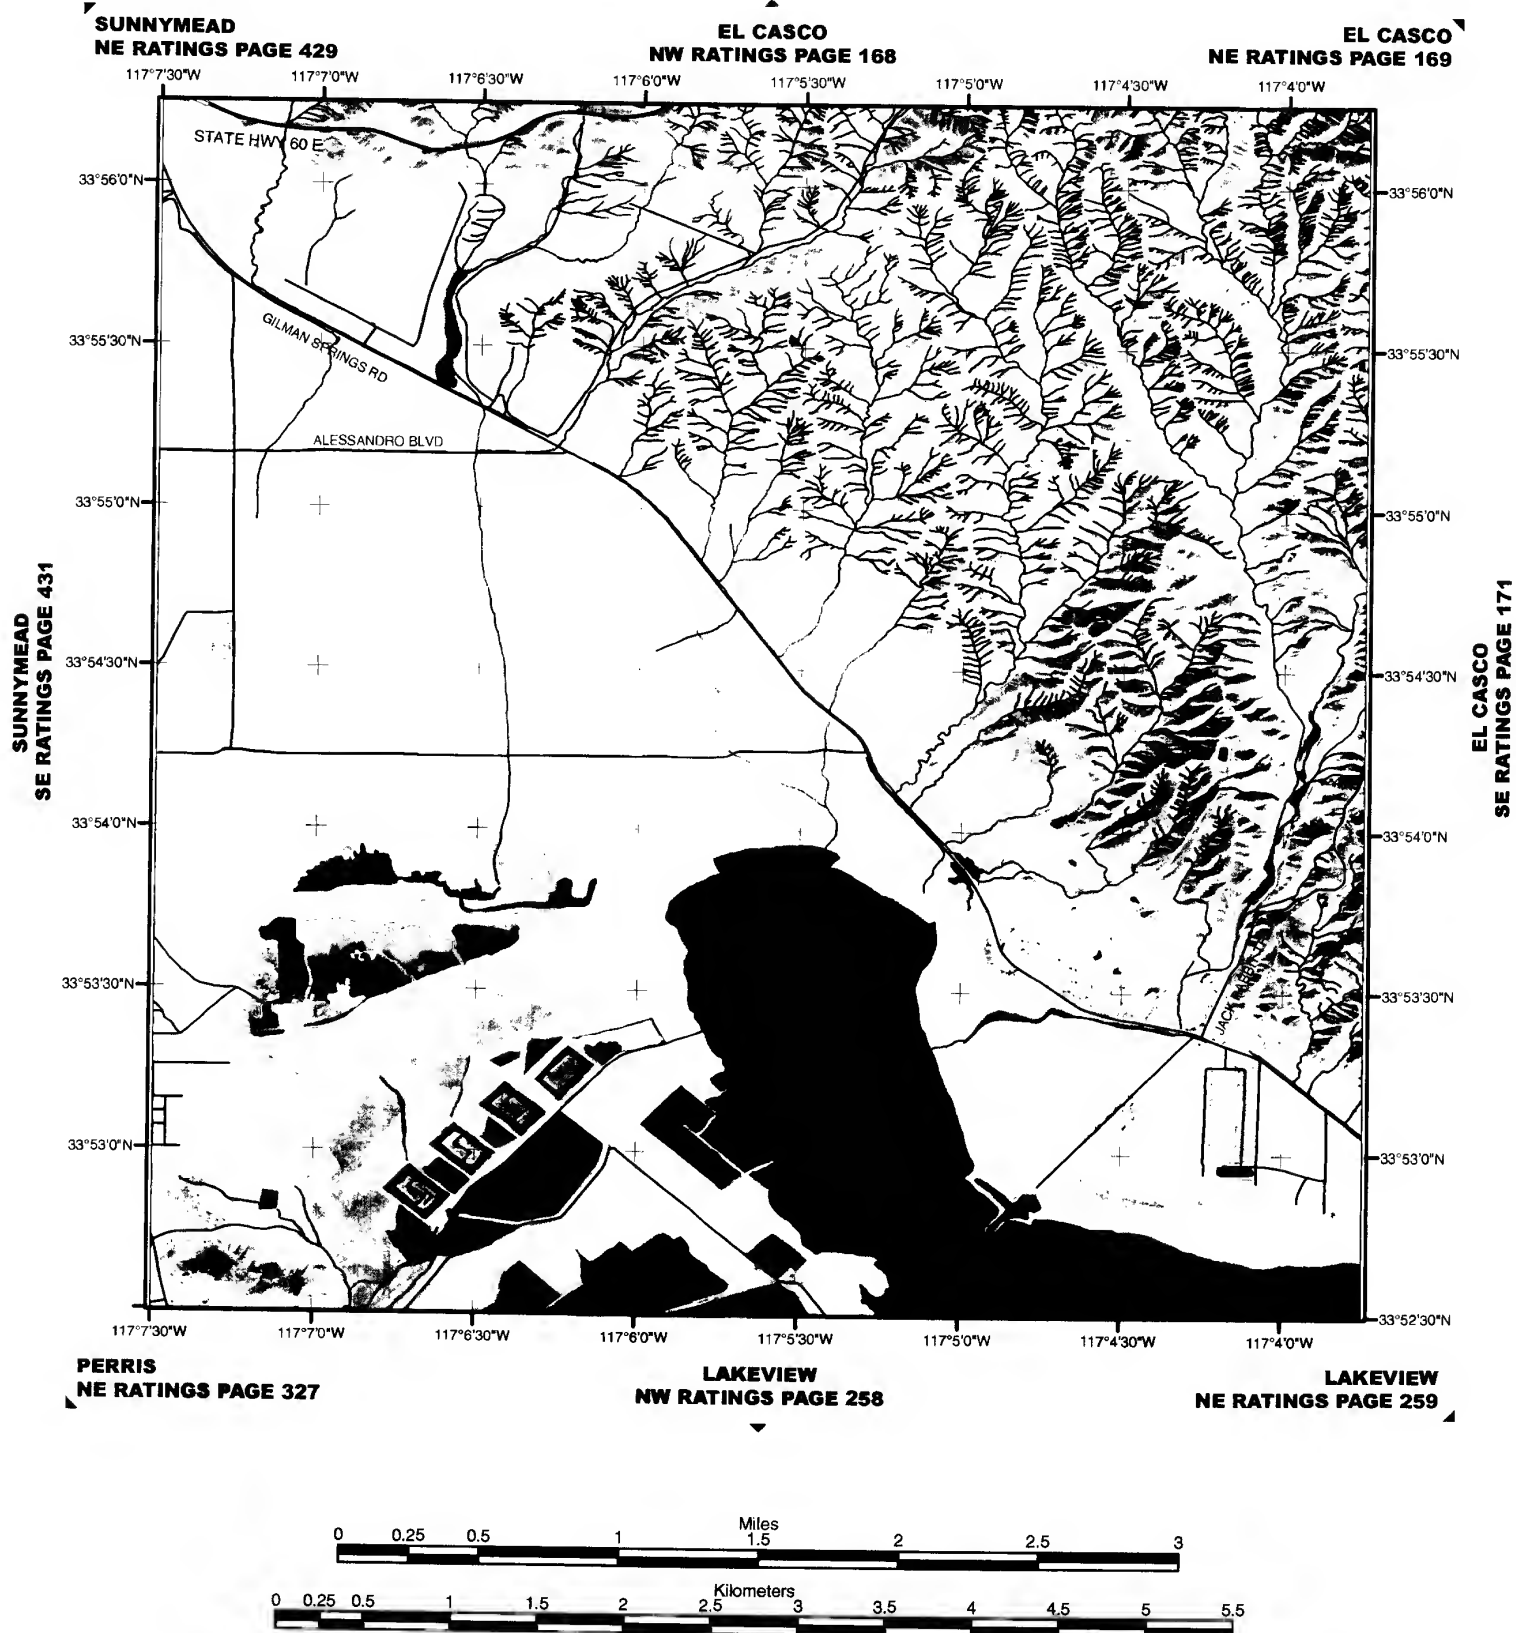 SUNNYMEAD
NE RATINGS PAGE 429
EL CASCO
NW RATINGS PAGE 168
EL CASCO
NE RATINGS PAGE 169
117°7'30"W 117°7'0"W 117°6'30"W 117°6'0"W 117°5'30"W 117°5'0"W 117°4'30"W 117°4'0"W
STATE HWY 60 E
33°56'0"N
33°56'0"N
GILMAN SPRINGS RD
33°55'30"N
33°55'30"N
ALESSANDRO BLVD
33°55'0"N
33°55'0"N
SUNNYMEAD
SE RATINGS PAGE 431
EL CASCO
SE RATINGS PAGE 171
33°54'30"N
33°54'30"N
33°54'0"N
33°54'0"N
33°53'30"N
33°53'30"N
JACK RABBIT TR
33°53'0"N
33°53'0"N
33°52'30"N
117°7'30"W 117°7'0"W 117°6'30"W 117°6'0"W 117°5'30"W 117°5'0"W 117°4'30"W 117°4'0"W
PERRIS
NE RATINGS PAGE 327
LAKEVIEW
NW RATINGS PAGE 258
LAKEVIEW
NE RATINGS PAGE 259
Miles
0 0.25 0.5 1 1.5 2 2.5 3
Kilometers
0 0.25 0.5 1 1.5 2 2.5 3 3.5 4 4.5 5 5.5